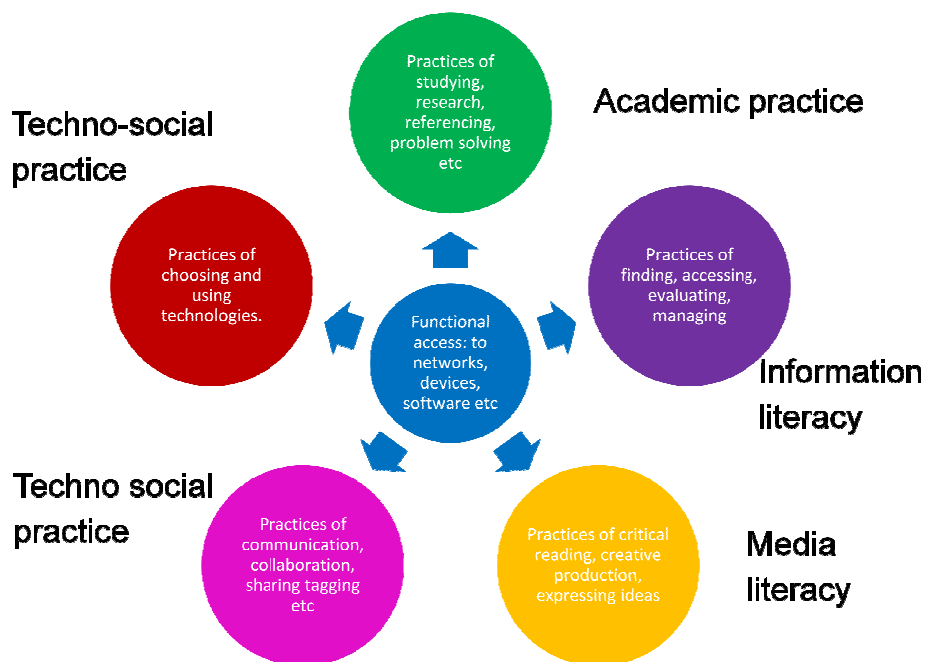 Practices of
studying,
research,
referencing,
problem solving
etc
Academic practice
Techno-social
practice
Practices of
choosing and
using
technologies.
Practices of
finding, accessing,
evaluating,
managing
Functional
access: to
networks,
devices,
software etc
Information
literacy
Techno social
practice
Practices of
communication,
collaboration,
sharing tagging
etc
Practices of critical
reading, creative
production,
expressing ideas
Media
literacy